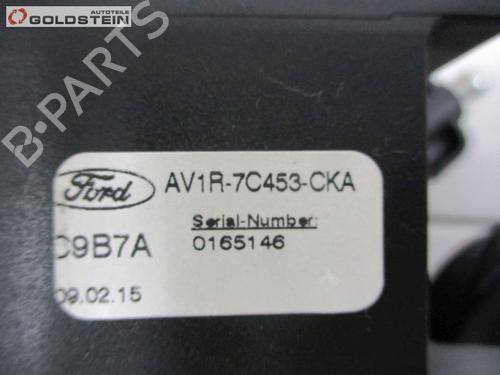 AUTOTEILE
GOLDSTEIN
B-PARTS
Ford
AV1R-7C453-CKA
Serial-Number:
0165146
C9B7A
09.02.15